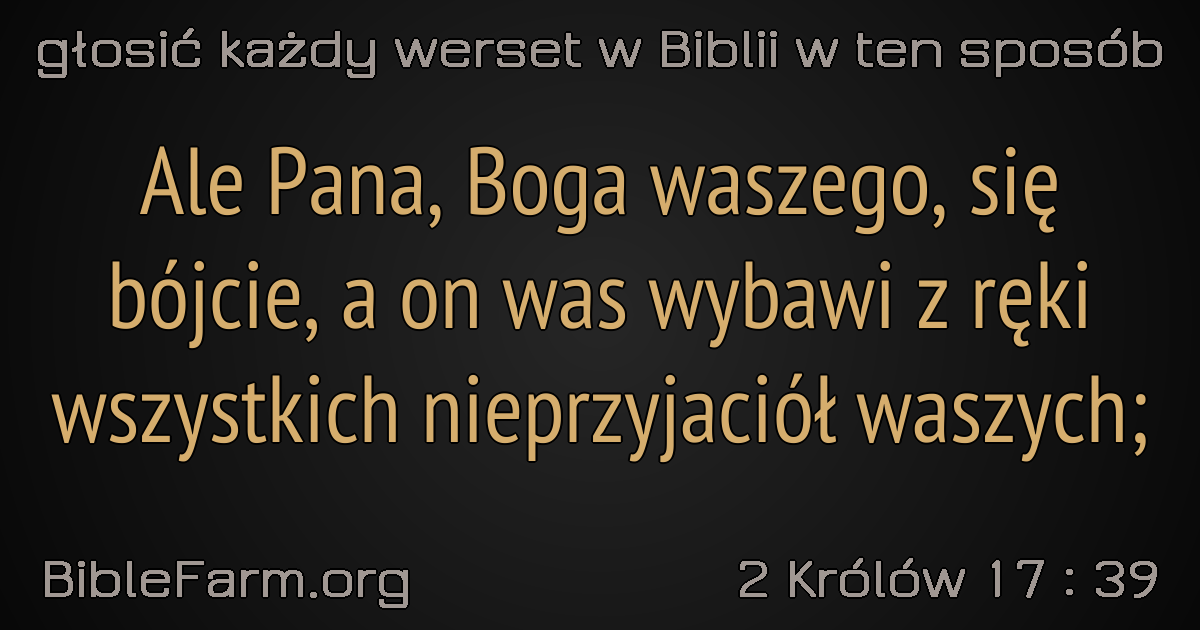 głosić każdy werset w Biblii w ten sposób
Ale Pana, Boga waszego, się
bójcie, a on was wybawi z ręki
wszystkich nieprzyjaciół waszych;
BibleFarm.org
2 Królów 17 : 39